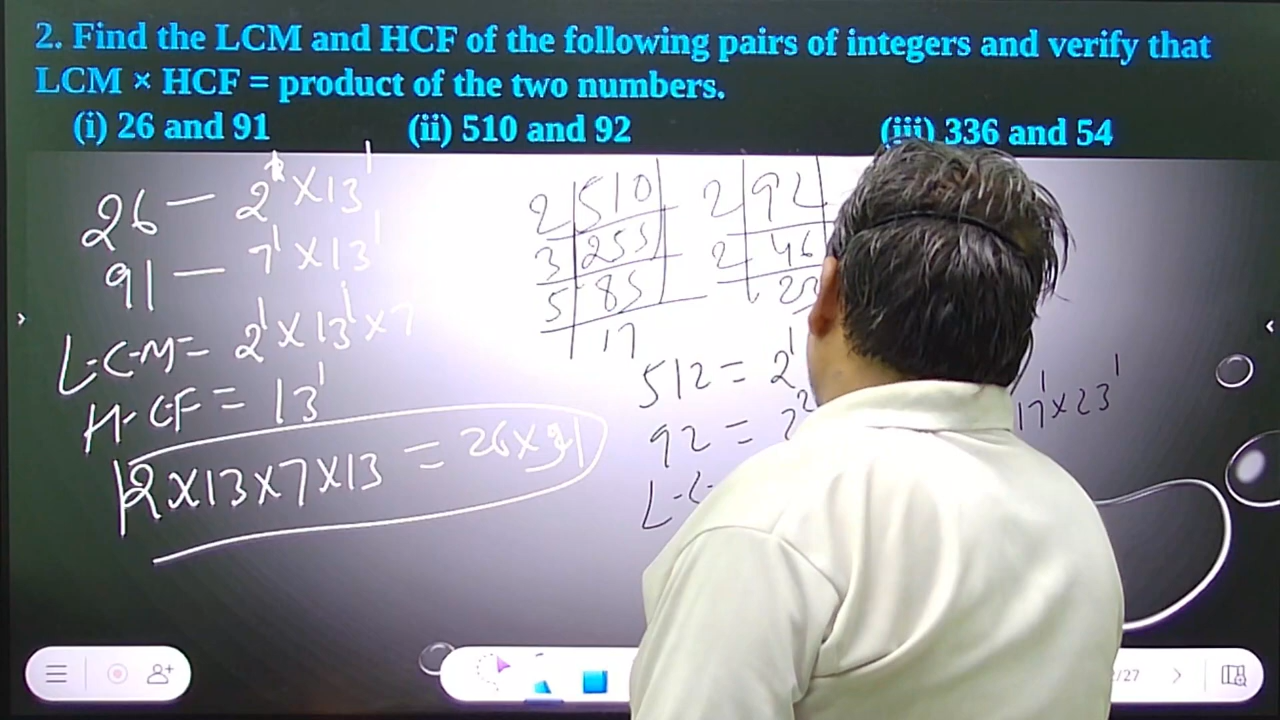 2. Find the LCM and HCF of the following pairs of integers and verify that
LCM × HCF = product of the two numbers.
(i) 26 and 91 (ii) 510 and 92 (iii) 336 and 54
26 — 2¹ × 13¹
91 — 7¹ × 13¹
L.C.M = 2¹ × 13¹ × 7
H.C.F = 13¹
2×13×7×13 = 26×91
2 510
3 255
5 85
17
2 92
2 46
23
512 = 2¹
92 = 2²
17¹×23¹
L.C.
/27